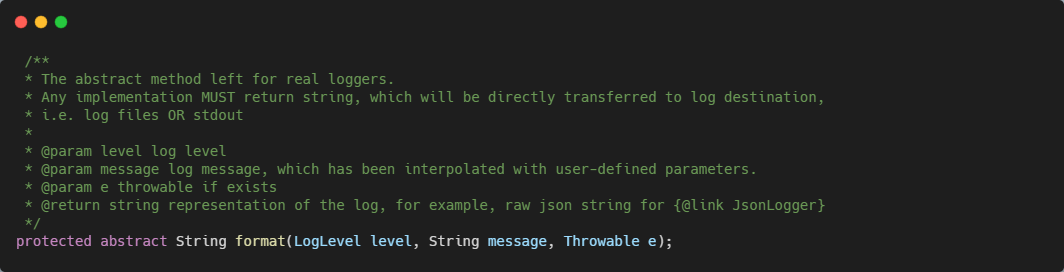 /**
* The abstract method left for real loggers.
* Any implementation MUST return string, which will be directly transferred to log destination,
* i.e. log files OR stdout
*
* @param level log level
* @param message log message, which has been interpolated with user-defined parameters.
* @param e throwable if exists
* @return string representation of the log, for example, raw json string for {@link JsonLogger}
*/
protected abstract String format(LogLevel level, String message, Throwable e);